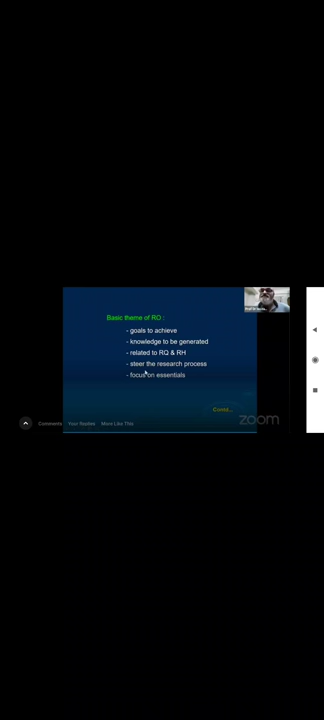 Basic theme of RO :
- goals to achieve
- knowledge to be generated
- related to RQ & RH
- steer the research process
- focus on essentials
Contd...
zoom
Comments Your Reates More Like This